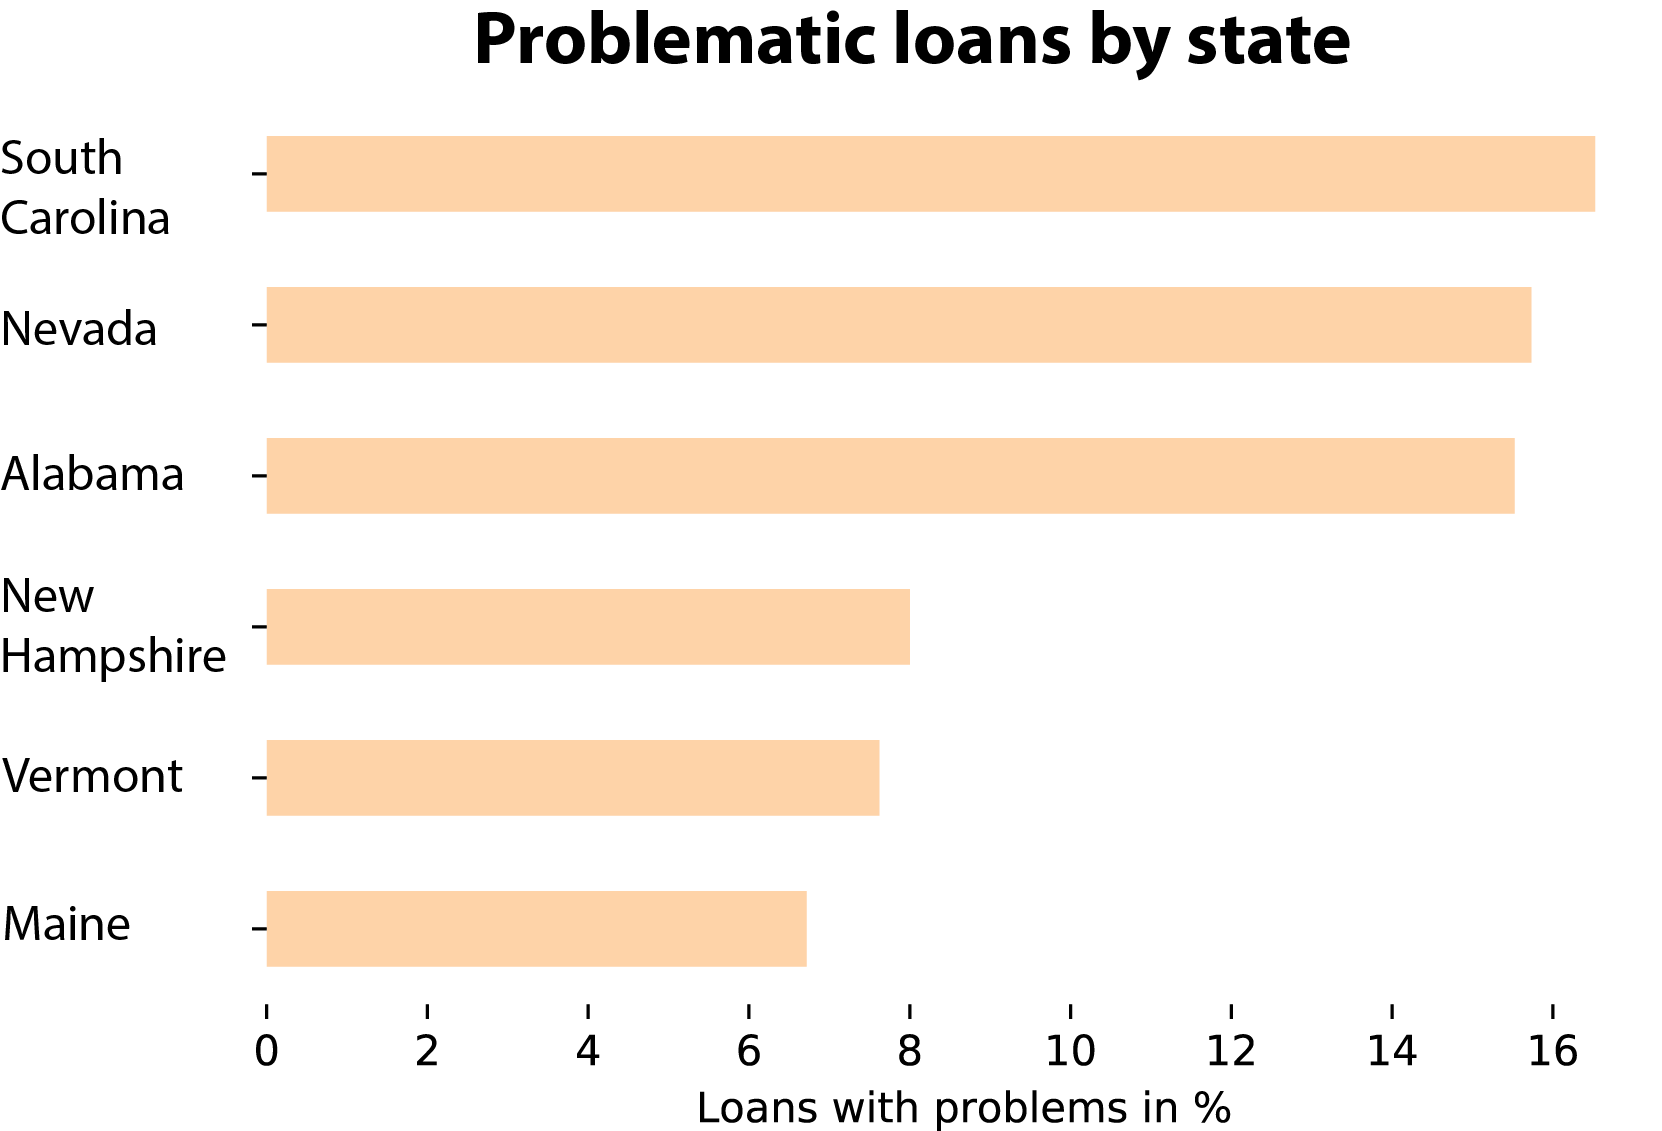 Problematic loans by state
South
Carolina
Nevada
Alabama
New
Hampshire
Vermont
Maine
0 2 4 6 8 10 12 14 16
Loans with problems in %